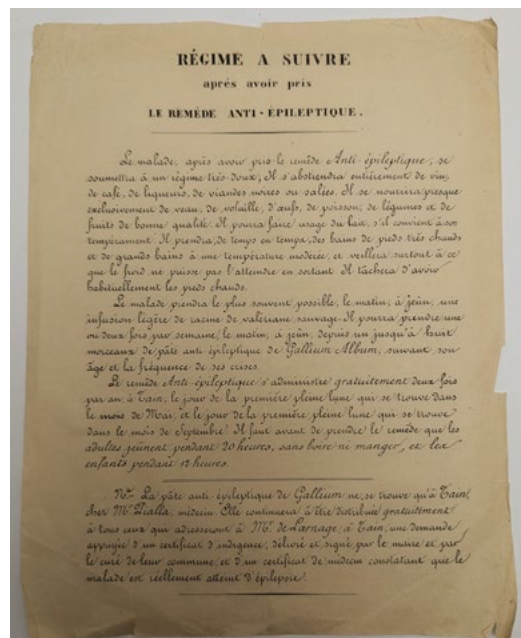 RÉGIME A SUIVRE
aprés avoir pris
LE REMÈDE ANTI-ÉPILEPTIQUE.
Le malade, après avoir pris le remède Anti-épileptique, se
soumettra à un régime très-doux; Il s'abstiendra entièrement de vin,
de café, de liqueurs, de viandes noires ou salées. Il se nourrira presque
exclusivement de veau, de volaille, d'œufs, de poisson, de légumes et de
fruits de bonne qualité. Il pourra faire usage du lait, s'il convient à son
tempérament. Il prendra, de temps en temps, des bains de pieds très chauds
et de grands bains à une température modérée, et veillera surtout à ce
que le froid ne puisse pas l'atteindre en sortant. Il tâchera d'avoir
habituellement les pieds chauds.
Le malade prendra le plus souvent possible, le matin, à jeûn, une
infusion légère de racine de valériane sauvage. Il pourra prendre une
ou deux fois par semaine, le matin, à jeûn, depuis un jusqu'à trois
morceaux de pâte anti-épileptique de Gallium Album, suivant son
âge et la fréquence de ses crises.
Le remède Anti-épileptique s'administre gratuitement deux fois
par an, à Tain, le jour de la première pleine lune qui se trouve dans
le mois de Mai, et le jour de la première pleine lune qui se trouve
dans le mois de Septembre. Il faut avant de prendre le remède que les
adultes jeûnent pendant 20 heures, sans boire ni manger, et les
enfants pendant 12 heures.
La pâte anti-épileptique de Gallium ne se trouve qu'à Tain,
chez Mr. Dialla, médecin. Elle continuera à être distribuée gratuitement
à tous ceux qui adresseront à Mr. de Larnage, à Tain, une demande
appuyée d'un certificat d'indigence, délivré et signé par le maire et par
le curé de leur commune et d'un certificat de médecin constatant que le
malade est réellement atteint d'épilepsie.